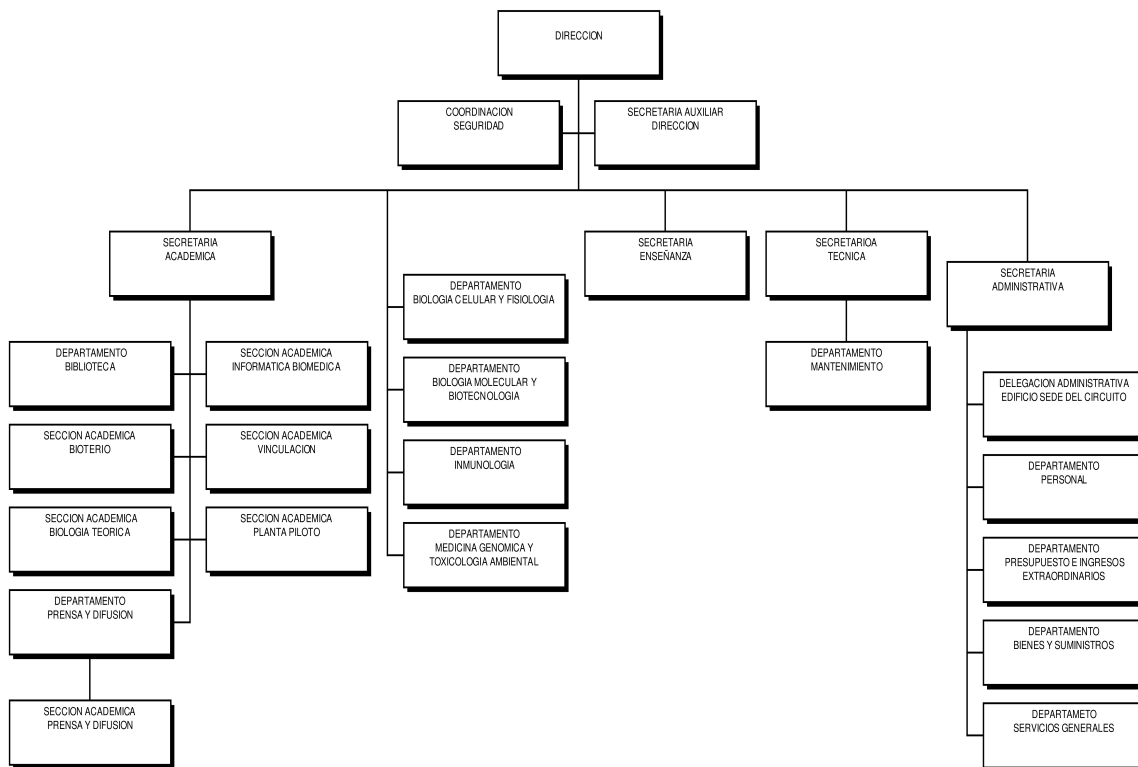 DIRECCION
COORDINACION
SEGURIDAD
SECRETARIA AUXILIAR
DIRECCION
SECRETARIA
ACADEMICA
DEPARTAMENTO
BIBLIOTECA
SECCION ACADEMICA
INFORMATICA BIOMEDICA
SECCION ACADEMICA
BIOTERIO
SECCION ACADEMICA
VINCULACION
SECCION ACADEMICA
BIOLOGIA TEORICA
SECCION ACADEMICA
PLANTA PILOTO
DEPARTAMENTO
PRENSA Y DIFUSION
SECCION ACADEMICA
PRENSA Y DIFUSION
DEPARTAMENTO
BIOLOGIA CELULAR Y FISIOLOGIA
DEPARTAMENTO
BIOLOGIA MOLECULAR Y
BIOTECNOLOGIA
DEPARTAMENTO
INMUNOLOGIA
DEPARTAMENTO
MEDICINA GENOMICA Y
TOXICOLOGIA AMBIENTAL
SECRETARIA
ENSEÑANZA
SECRETARIOA
TECNICA
DEPARTAMENTO
MANTENIMIENTO
SECRETARIA
ADMINISTRATIVA
DELEGACION ADMINISTRATIVA
EDIFICIO SEDE DEL CIRCUITO
DEPARTAMENTO
PERSONAL
DEPARTAMENTO
PRESUPUESTO E INGRESOS
EXTRAORDINARIOS
DEPARTAMENTO
BIENES Y SUMINISTROS
DEPARTAMETO
SERVICIOS GENERALES